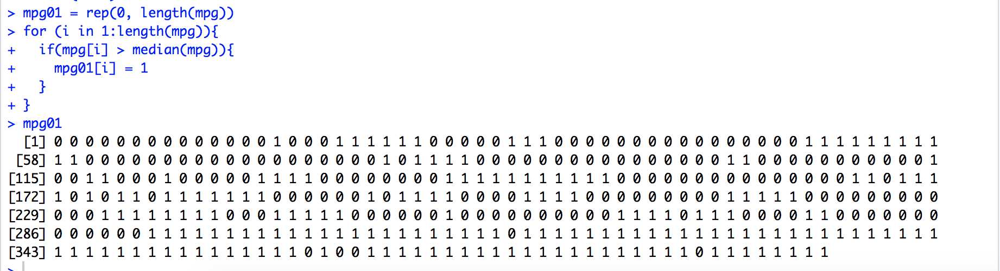 > mpg01 = rep(0, length(mpg))
> for (i in 1:length(mpg)){
+   if(mpg[i] > median(mpg)){
+     mpg01[i] = 1
+   }
+ }
> mpg01
[1] 0 0 0 0 0 0 0 0 0 0 0 0 0 0 1 0 0 0 1 1 1 1 1 1 0 0 0 0 0 1 1 1 0 0 0 0 0 0 0 0 0 0 0 0 0 0 0 0 1 1 1 1 1 1 1 1 1
[58] 1 1 0 0 0 0 0 0 0 0 0 0 0 0 0 0 0 0 0 0 0 1 0 1 1 1 1 0 0 0 0 0 0 0 0 0 0 0 0 0 0 0 0 1 1 0 0 0 0 0 0 0 0 0 0 0 1
[115] 0 0 1 1 0 0 0 1 0 0 0 0 0 1 1 1 1 0 0 0 0 0 0 0 0 1 1 1 1 1 1 1 1 1 1 1 0 0 0 0 0 0 0 0 0 0 0 0 0 0 0 1 1 0 1 1 1
[172] 1 0 1 0 1 1 0 1 1 1 1 1 1 1 0 0 0 0 0 0 1 0 1 1 1 1 0 0 0 0 1 1 1 1 0 0 0 0 0 0 0 0 0 1 1 1 1 1 0 0 0 0 0 0 0 0 0
[229] 0 0 0 1 1 1 1 1 1 1 1 0 0 0 1 1 1 1 1 0 0 0 0 0 0 1 0 0 0 0 0 0 0 0 0 0 1 1 1 1 0 1 1 1 0 0 0 0 1 1 0 0 0 0 0 0 0
[286] 0 0 0 0 0 0 1 1 1 1 1 1 1 1 1 1 1 1 1 1 1 1 1 1 1 1 1 1 1 0 1 1 1 1 1 1 1 1 1 1 1 1 1 1 1 1 1 1 1 1 1 1 1 1 1 1 1
[343] 1 1 1 1 1 1 1 1 1 1 1 1 1 1 1 1 0 1 0 0 1 1 1 1 1 1 1 1 1 1 1 1 1 1 1 1 1 1 1 1 1 0 1 1 1 1 1 1 1 1
>